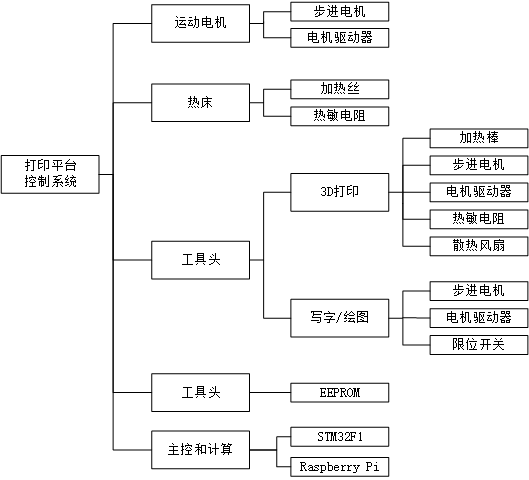 打印平台
控制系统
运动电机
步进电机
电机驱动器
热床
加热丝
热敏电阻
工具头
3D打印
加热棒
步进电机
电机驱动器
热敏电阻
散热风扇
写字/绘图
步进电机
电机驱动器
限位开关
工具头
EEPROM
主控和计算
STM32F1
Raspberry Pi